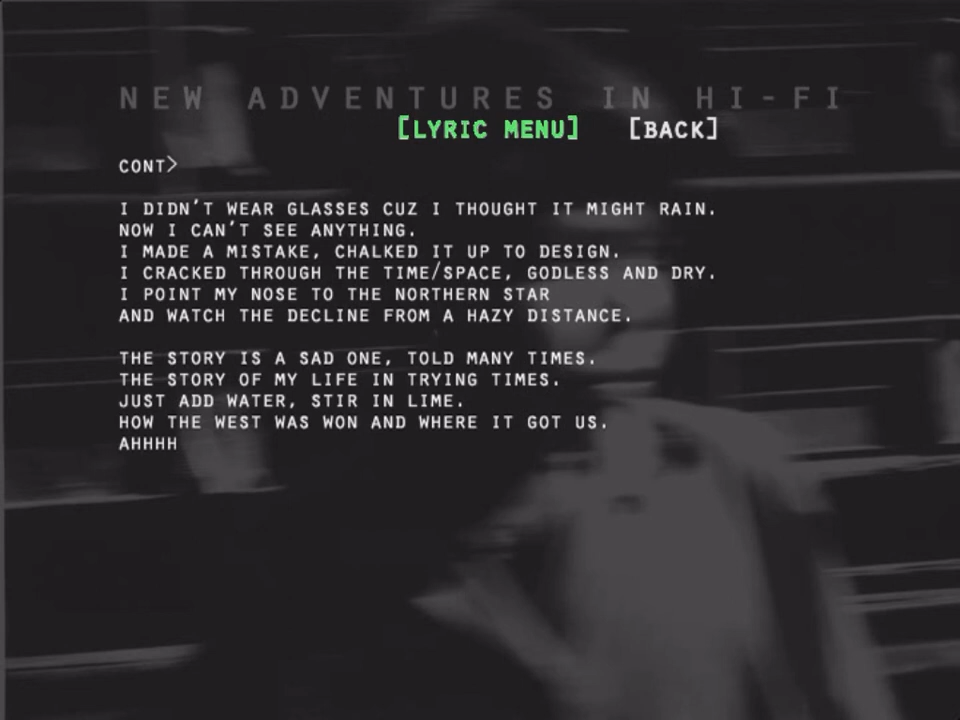 NEW ADVENTURES IN HI-FI
[LYRIC MENU] [BACK]
CONT>
I DIDN'T WEAR GLASSES CUZ I THOUGHT IT MIGHT RAIN.
NOW I CAN'T SEE ANYTHING.
I MADE A MISTAKE, CHALKED IT UP TO DESIGN.
I CRACKED THROUGH THE TIME/SPACE, GODLESS AND DRY.
I POINT MY NOSE TO THE NORTHERN STAR
AND WATCH THE DECLINE FROM A HAZY DISTANCE.
THE STORY IS A SAD ONE, TOLD MANY TIMES.
THE STORY OF MY LIFE IN TRYING TIMES.
JUST ADD WATER, STIR IN LIME.
HOW THE WEST WAS WON AND WHERE IT GOT US.
AHHHH